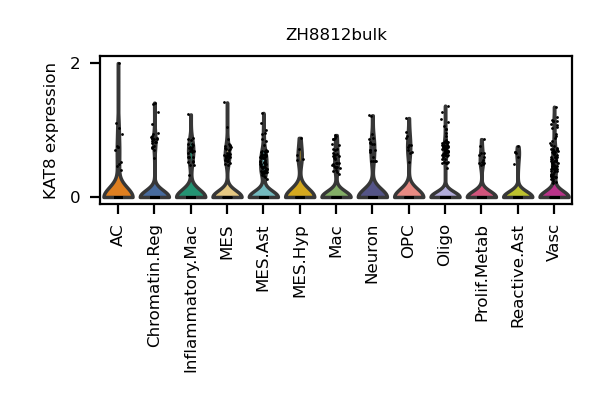 ZH8812bulk
KAT8 expression
2
0
AC
Chromatin.Reg
Inflammatory.Mac
MES
MES.Ast
MES.Hyp
Mac
Neuron
OPC
Oligo
Prolif.Metab
Reactive.Ast
Vasc